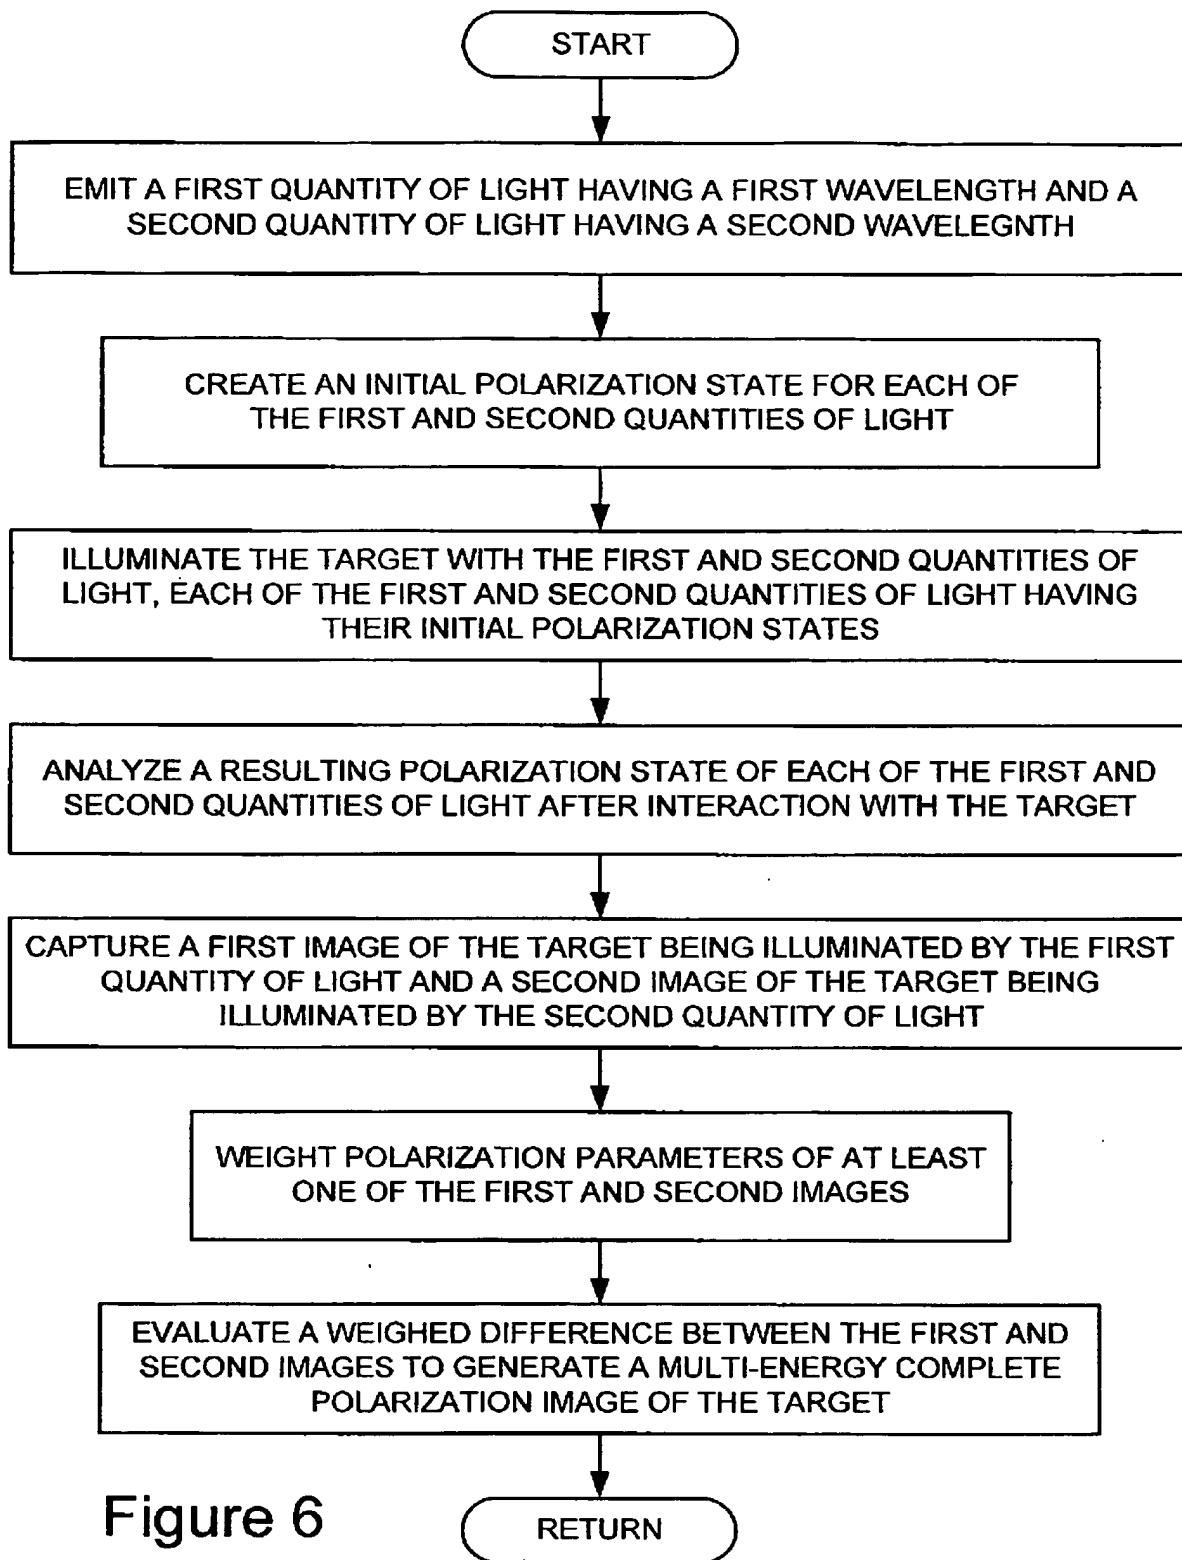 START
EMIT A FIRST QUANTITY OF LIGHT HAVING A FIRST WAVELENGTH AND A
SECOND QUANTITY OF LIGHT HAVING A SECOND WAVELEGNTH
CREATE AN INITIAL POLARIZATION STATE FOR EACH OF
THE FIRST AND SECOND QUANTITIES OF LIGHT
ILLUMINATE THE TARGET WITH THE FIRST AND SECOND QUANTITIES OF
LIGHT, EACH OF THE FIRST AND SECOND QUANTITIES OF LIGHT HAVING
THEIR INITIAL POLARIZATION STATES
ANALYZE A RESULTING POLARIZATION STATE OF EACH OF THE FIRST AND
SECOND QUANTITIES OF LIGHT AFTER INTERACTION WITH THE TARGET
CAPTURE A FIRST IMAGE OF THE TARGET BEING ILLUMINATED BY THE FIRST
QUANTITY OF LIGHT AND A SECOND IMAGE OF THE TARGET BEING
ILLUMINATED BY THE SECOND QUANTITY OF LIGHT
WEIGHT POLARIZATION PARAMETERS OF AT LEAST
ONE OF THE FIRST AND SECOND IMAGES
EVALUATE A WEIGHED DIFFERENCE BETWEEN THE FIRST AND
SECOND IMAGES TO GENERATE A MULTI-ENERGY COMPLETE
POLARIZATION IMAGE OF THE TARGET
Figure 6
RETURN